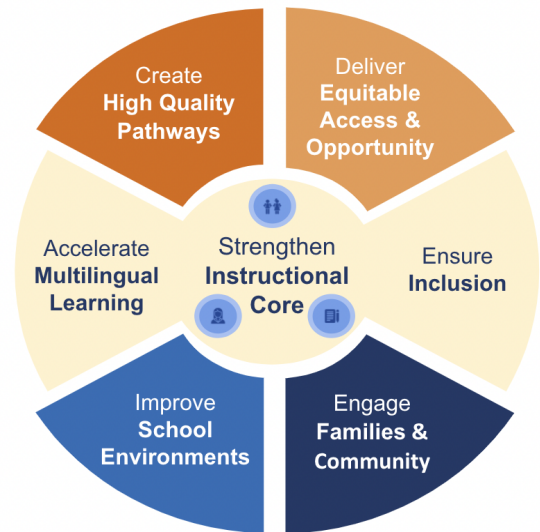 Create
High Quality
Pathways
Deliver
Equitable
Access &
Opportunity
Accelerate
Multilingual
Learning
Strengthen
Instructional
Core
Ensure
Inclusion
Improve
School
Environments
Engage
Families &
Community